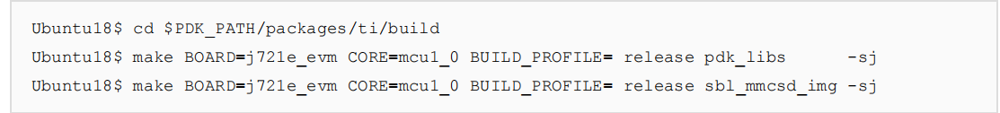 Ubuntu18$ cd $PDK_PATH/packages/ti/build
Ubuntu18$ make BOARD=j721e_evm CORE=mcu1_0 BUILD_PROFILE= release pdk_libs      -sj
Ubuntu18$ make BOARD=j721e_evm CORE=mcu1_0 BUILD_PROFILE= release sbl_mmcsd_img -sj